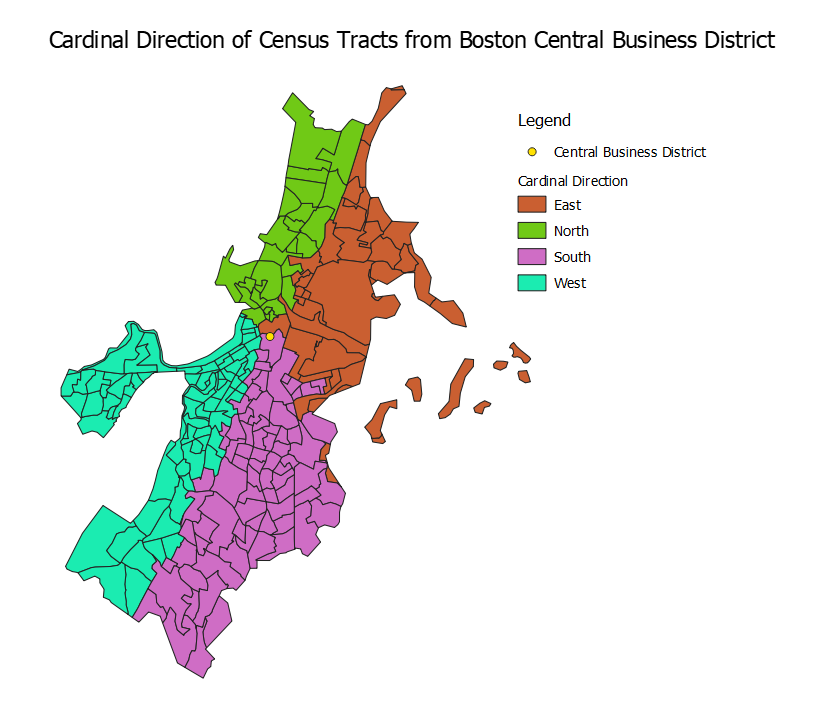 Cardinal Direction of Census Tracts from Boston Central Business District
Legend
Central Business District
Cardinal Direction
East
North
South
West